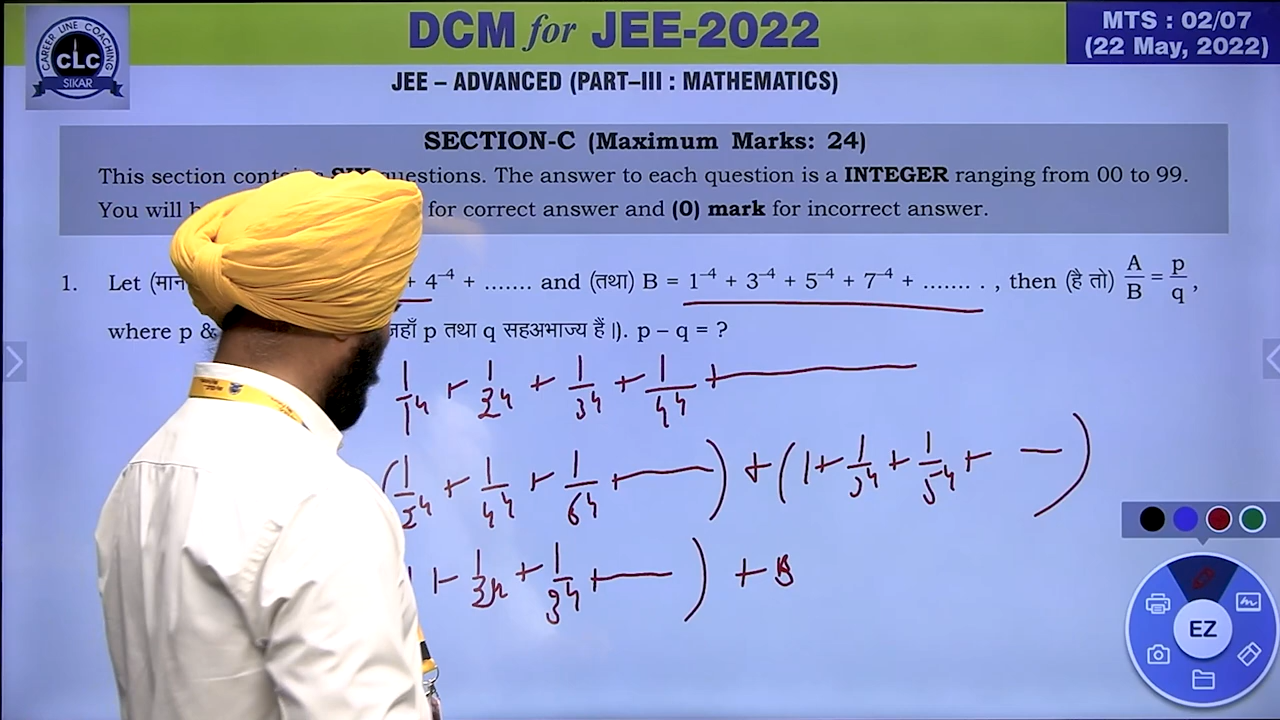 DCM for JEE-2022
MTS : 02/07
(22 May, 2022)
CAREER LINE COACHING
CLC
SIKAR
JEE – ADVANCED (PART–III : MATHEMATICS)
SECTION-C (Maximum Marks: 24)
This section questions. The answer to each question is a INTEGER ranging from 00 to 99.
You will for correct answer and (0) mark for incorrect answer.
1. Let + 4⁻⁴ + ....... and (तथा) B = 1⁻⁴ + 3⁻⁴ + 5⁻⁴ + 7⁻⁴ + ....... . , then (है तो) A/B = p/q ,
where p & p तथा q सहअभाज्य हैं।). p – q = ?
1/1⁴ + 1/2⁴ + 1/3⁴ + 1/4⁴ +
(1/2⁴ + 1/4⁴ + 1/6⁴ + ) + (1 + 1/3⁴ + 1/5⁴ + )
+ 1/2⁴ + 1/3⁴ + ) + B
EZ